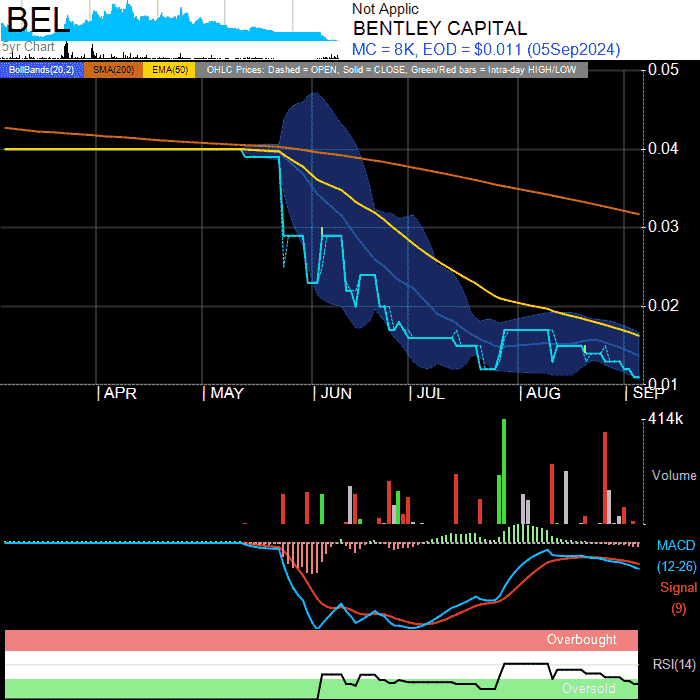 BEL
5yr Chart
Not Applic
BENTLEY CAPITAL
MC = 8K, EOD = $0.011 (05Sep2024)
BollBands(20,2) SMA(200) EMA(50) OHLC Prices: Dashed = OPEN, Solid = CLOSE, Green/Red bars = Intra-day HIGH/LOW
0.05
0.04
0.03
0.02
0.01
| APR | MAY | JUN | JUL | AUG | SEP
414k
Volume
MACD
(12-26)
Signal
(9)
Overbought
RSI(14)
Oversold